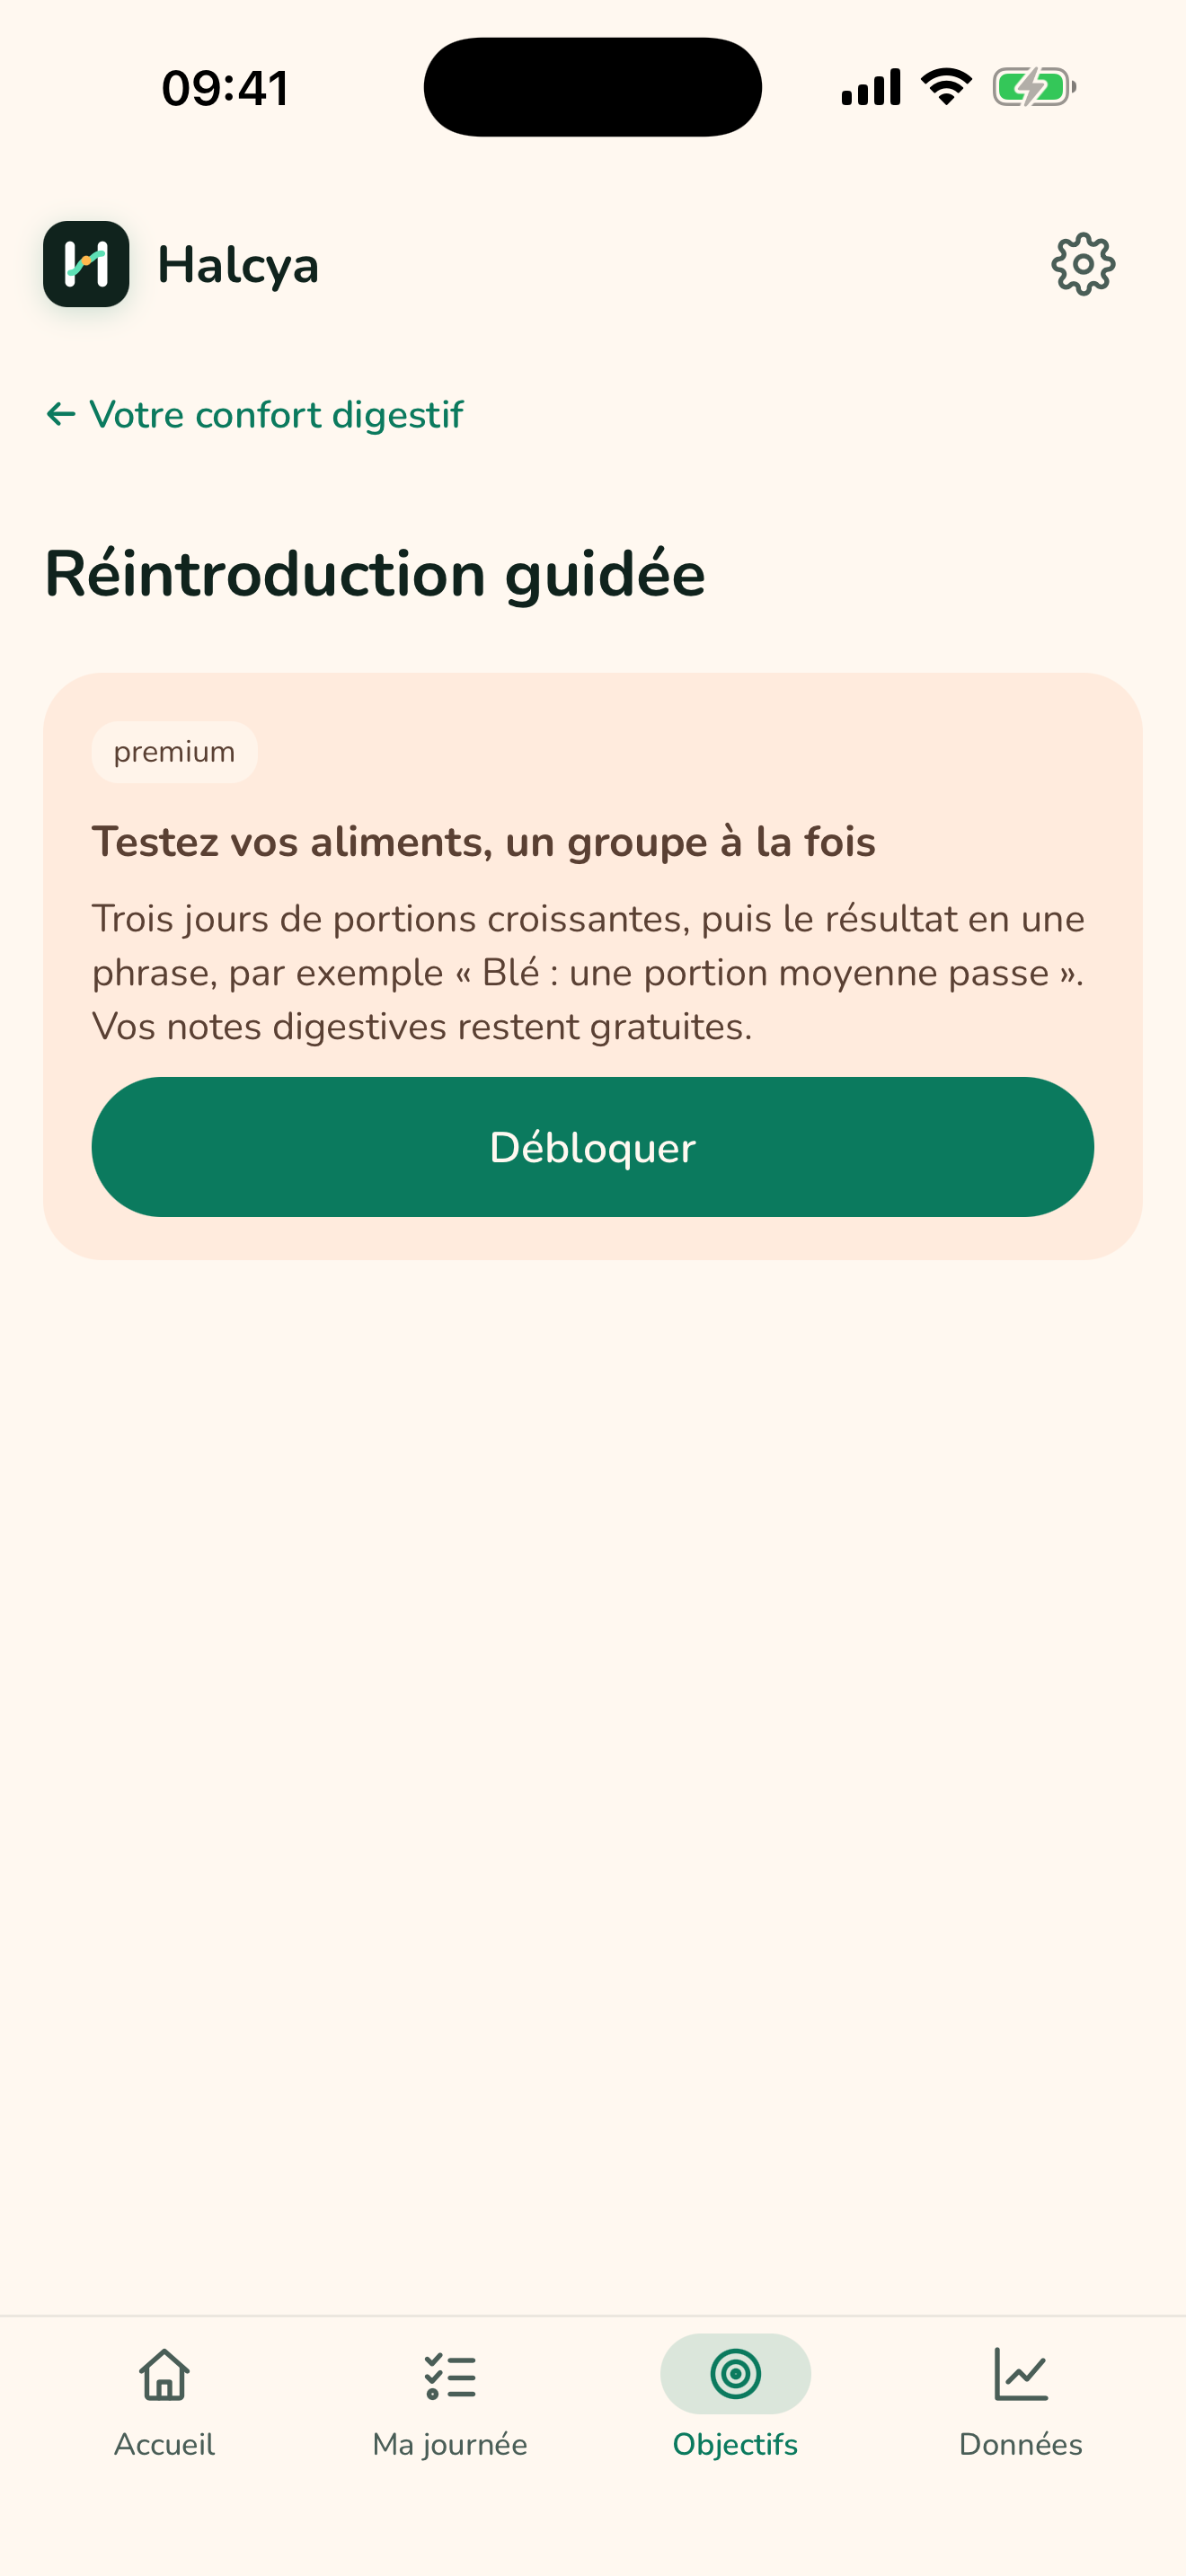 09:41
Halcya
← Votre confort digestif
Réintroduction guidée
premium
Testez vos aliments, un groupe à la fois
Trois jours de portions croissantes, puis le résultat en une
phrase, par exemple « Blé : une portion moyenne passe ».
Vos notes digestives restent gratuites.
Débloquer
Accueil
Ma journée
Objectifs
Données